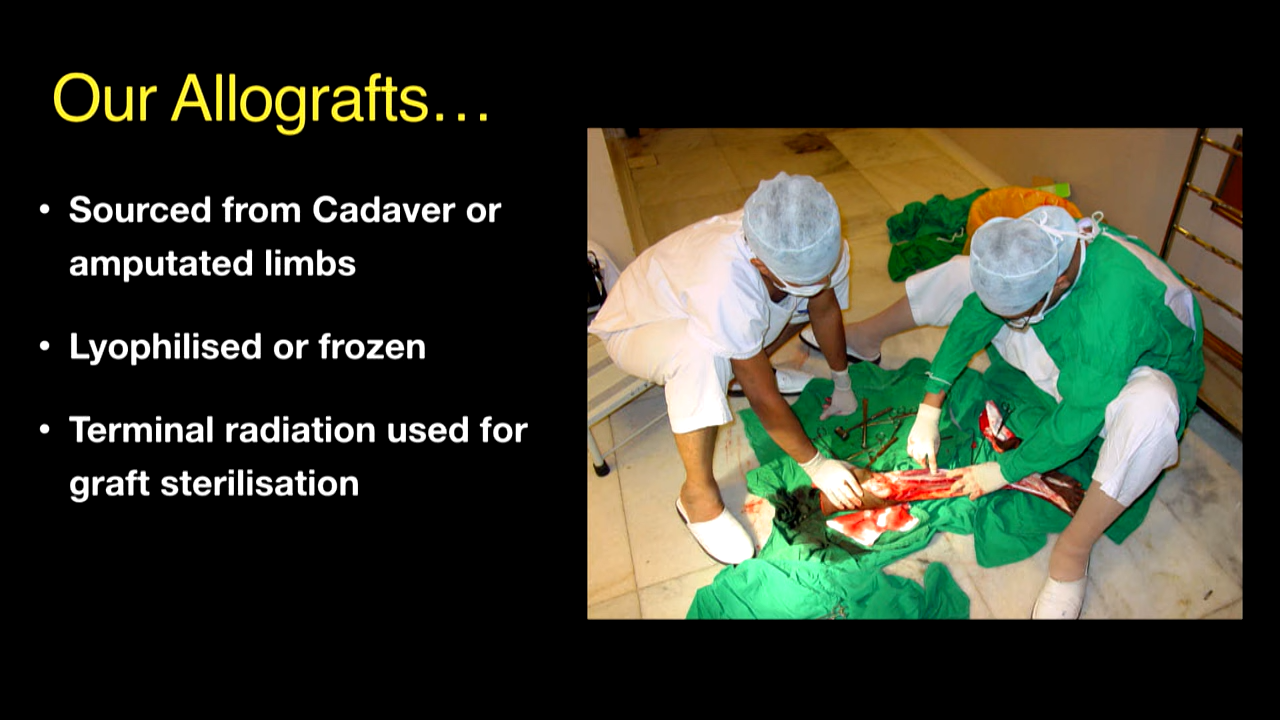 Our Allografts…
• Sourced from Cadaver or
amputated limbs
• Lyophilised or frozen
• Terminal radiation used for
graft sterilisation